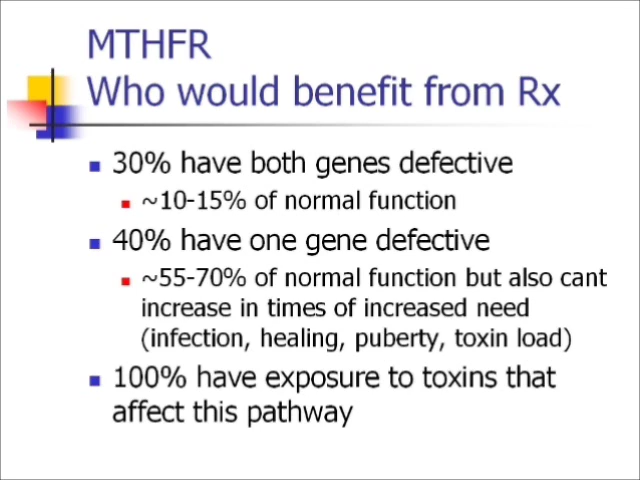 MTHFR
Who would benefit from Rx
30% have both genes defective
~10-15% of normal function
40% have one gene defective
~55-70% of normal function but also cant
increase in times of increased need
(infection, healing, puberty, toxin load)
100% have exposure to toxins that
affect this pathway